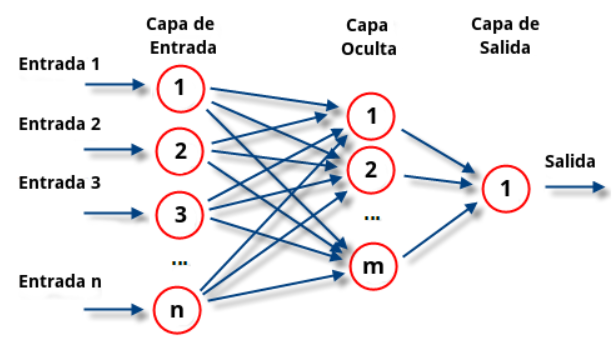 Capa de
Entrada
Capa
Oculta
Capa de
Salida
Entrada 1
1
Entrada 2
2
Entrada 3
3
...
Entrada n
n
1
2
...
m
1
Salida